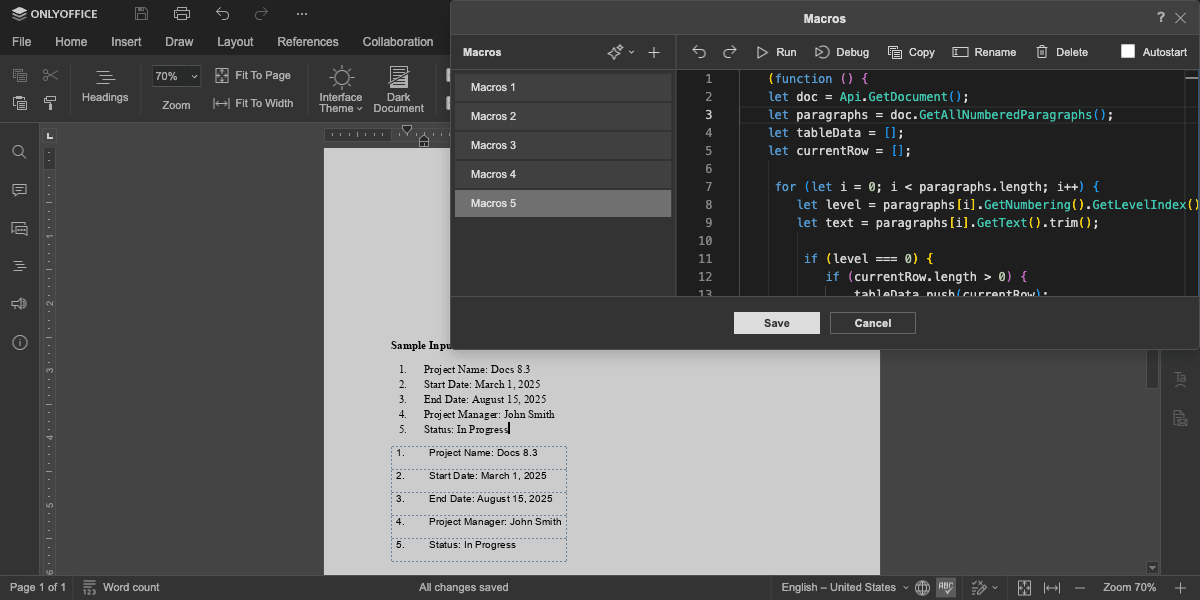 ONLYOFFICE
File Home Insert Draw Layout References Collaboration
Headings
70%
Zoom
Fit To Page
Fit To Width
Interface Theme
Dark Document
Macros
?
Macros
Run Debug Copy Rename Delete Autostart
Macros 1
Macros 2
Macros 3
Macros 4
Macros 5
1 (function () {
2 let doc = Api.GetDocument();
3 let paragraphs = doc.GetAllNumberedParagraphs();
4 let tableData = [];
5 let currentRow = [];
6
7 for (let i = 0; i < paragraphs.length; i++) {
8 let level = paragraphs[i].GetNumbering().GetLevelIndex()
9 let text = paragraphs[i].GetText().trim();
10
11 if (level === 0) {
12 if (currentRow.length > 0) {
13 tableData.push(currentRow);
Save Cancel
Sample Inpu
1. Project Name: Docs 8.3
2. Start Date: March 1, 2025
3. End Date: August 15, 2025
4. Project Manager: John Smith
5. Status: In Progress
1. Project Name: Docs 8.3
2. Start Date: March 1, 2025
3. End Date: August 15, 2025
4. Project Manager: John Smith
5. Status: In Progress
Page 1 of 1 Word count All changes saved English – United States ABC Zoom 70%